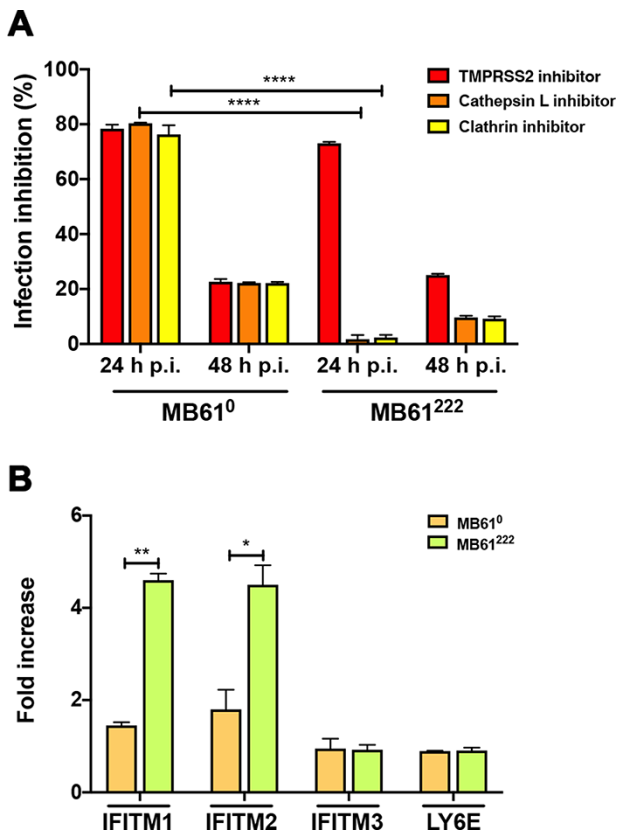 A
Infection inhibition (%)
100
80
60
40
20
0
****
****
TMPRSS2 inhibitor
Cathepsin L inhibitor
Clathrin inhibitor
24 h p.i. 48 h p.i. 24 h p.i. 48 h p.i.
MB61⁰ MB61²²²
B
Fold increase
6
4
2
0
**
*
MB61⁰
MB61²²²
IFITM1 IFITM2 IFITM3 LY6E